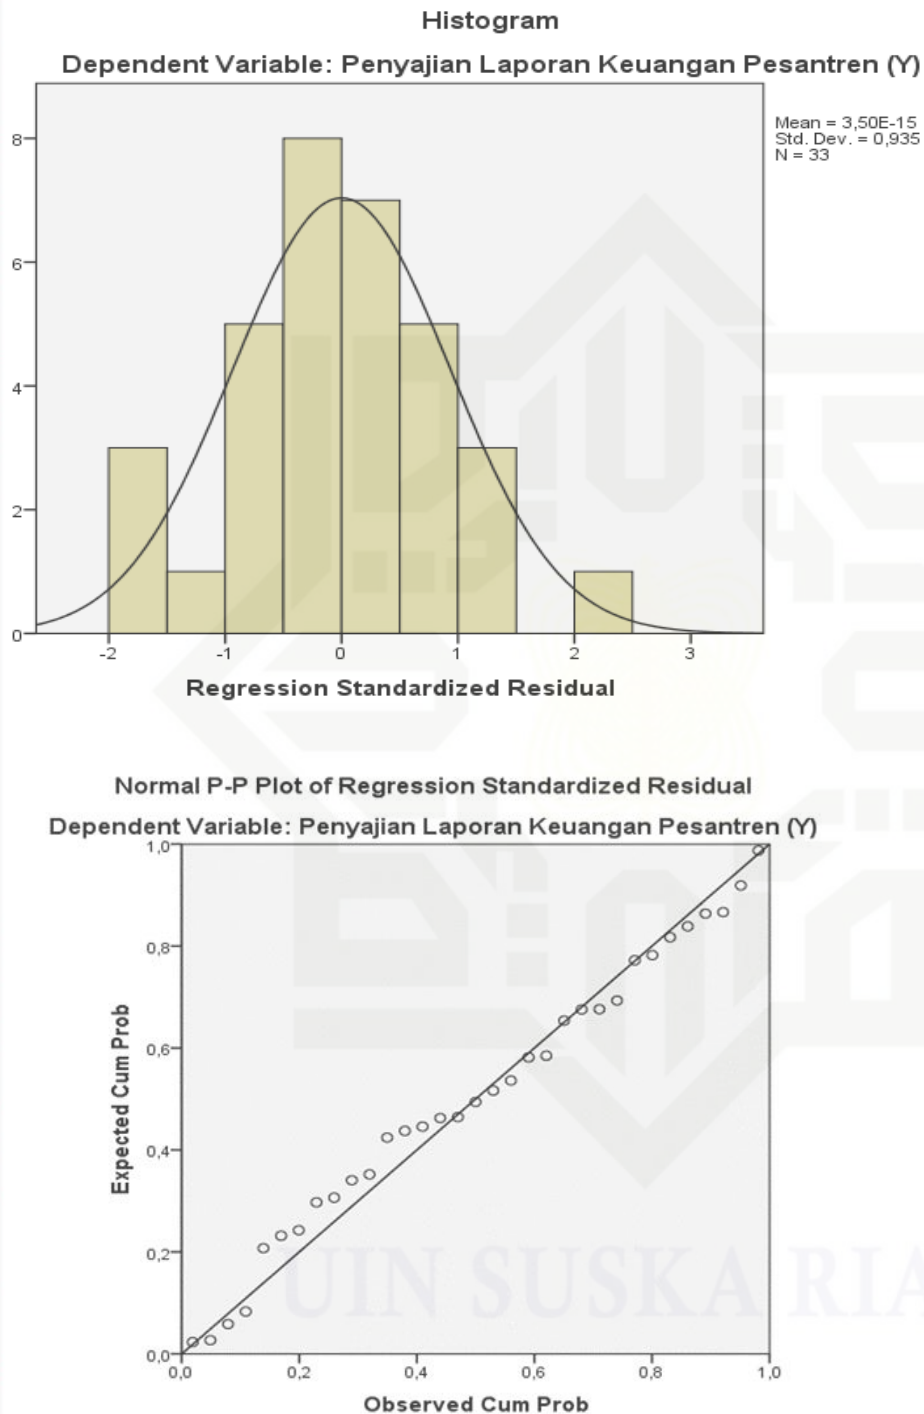 Histogram
Dependent Variable: Penyajian Laporan Keuangan Pesantren (Y)
Mean = 3,50E-15
Std. Dev. = 0,935
N = 33
8
6
4
2
0
-2 -1 0 1 2 3
Regression Standardized Residual
Normal P-P Plot of Regression Standardized Residual
Dependent Variable: Penyajian Laporan Keuangan Pesantren (Y)
1,0
0,8
0,6
0,4
0,2
0,0
Expected Cum Prob
0,0 0,2 0,4 0,6 0,8 1,0
Observed Cum Prob
UIN SUSKA RIA